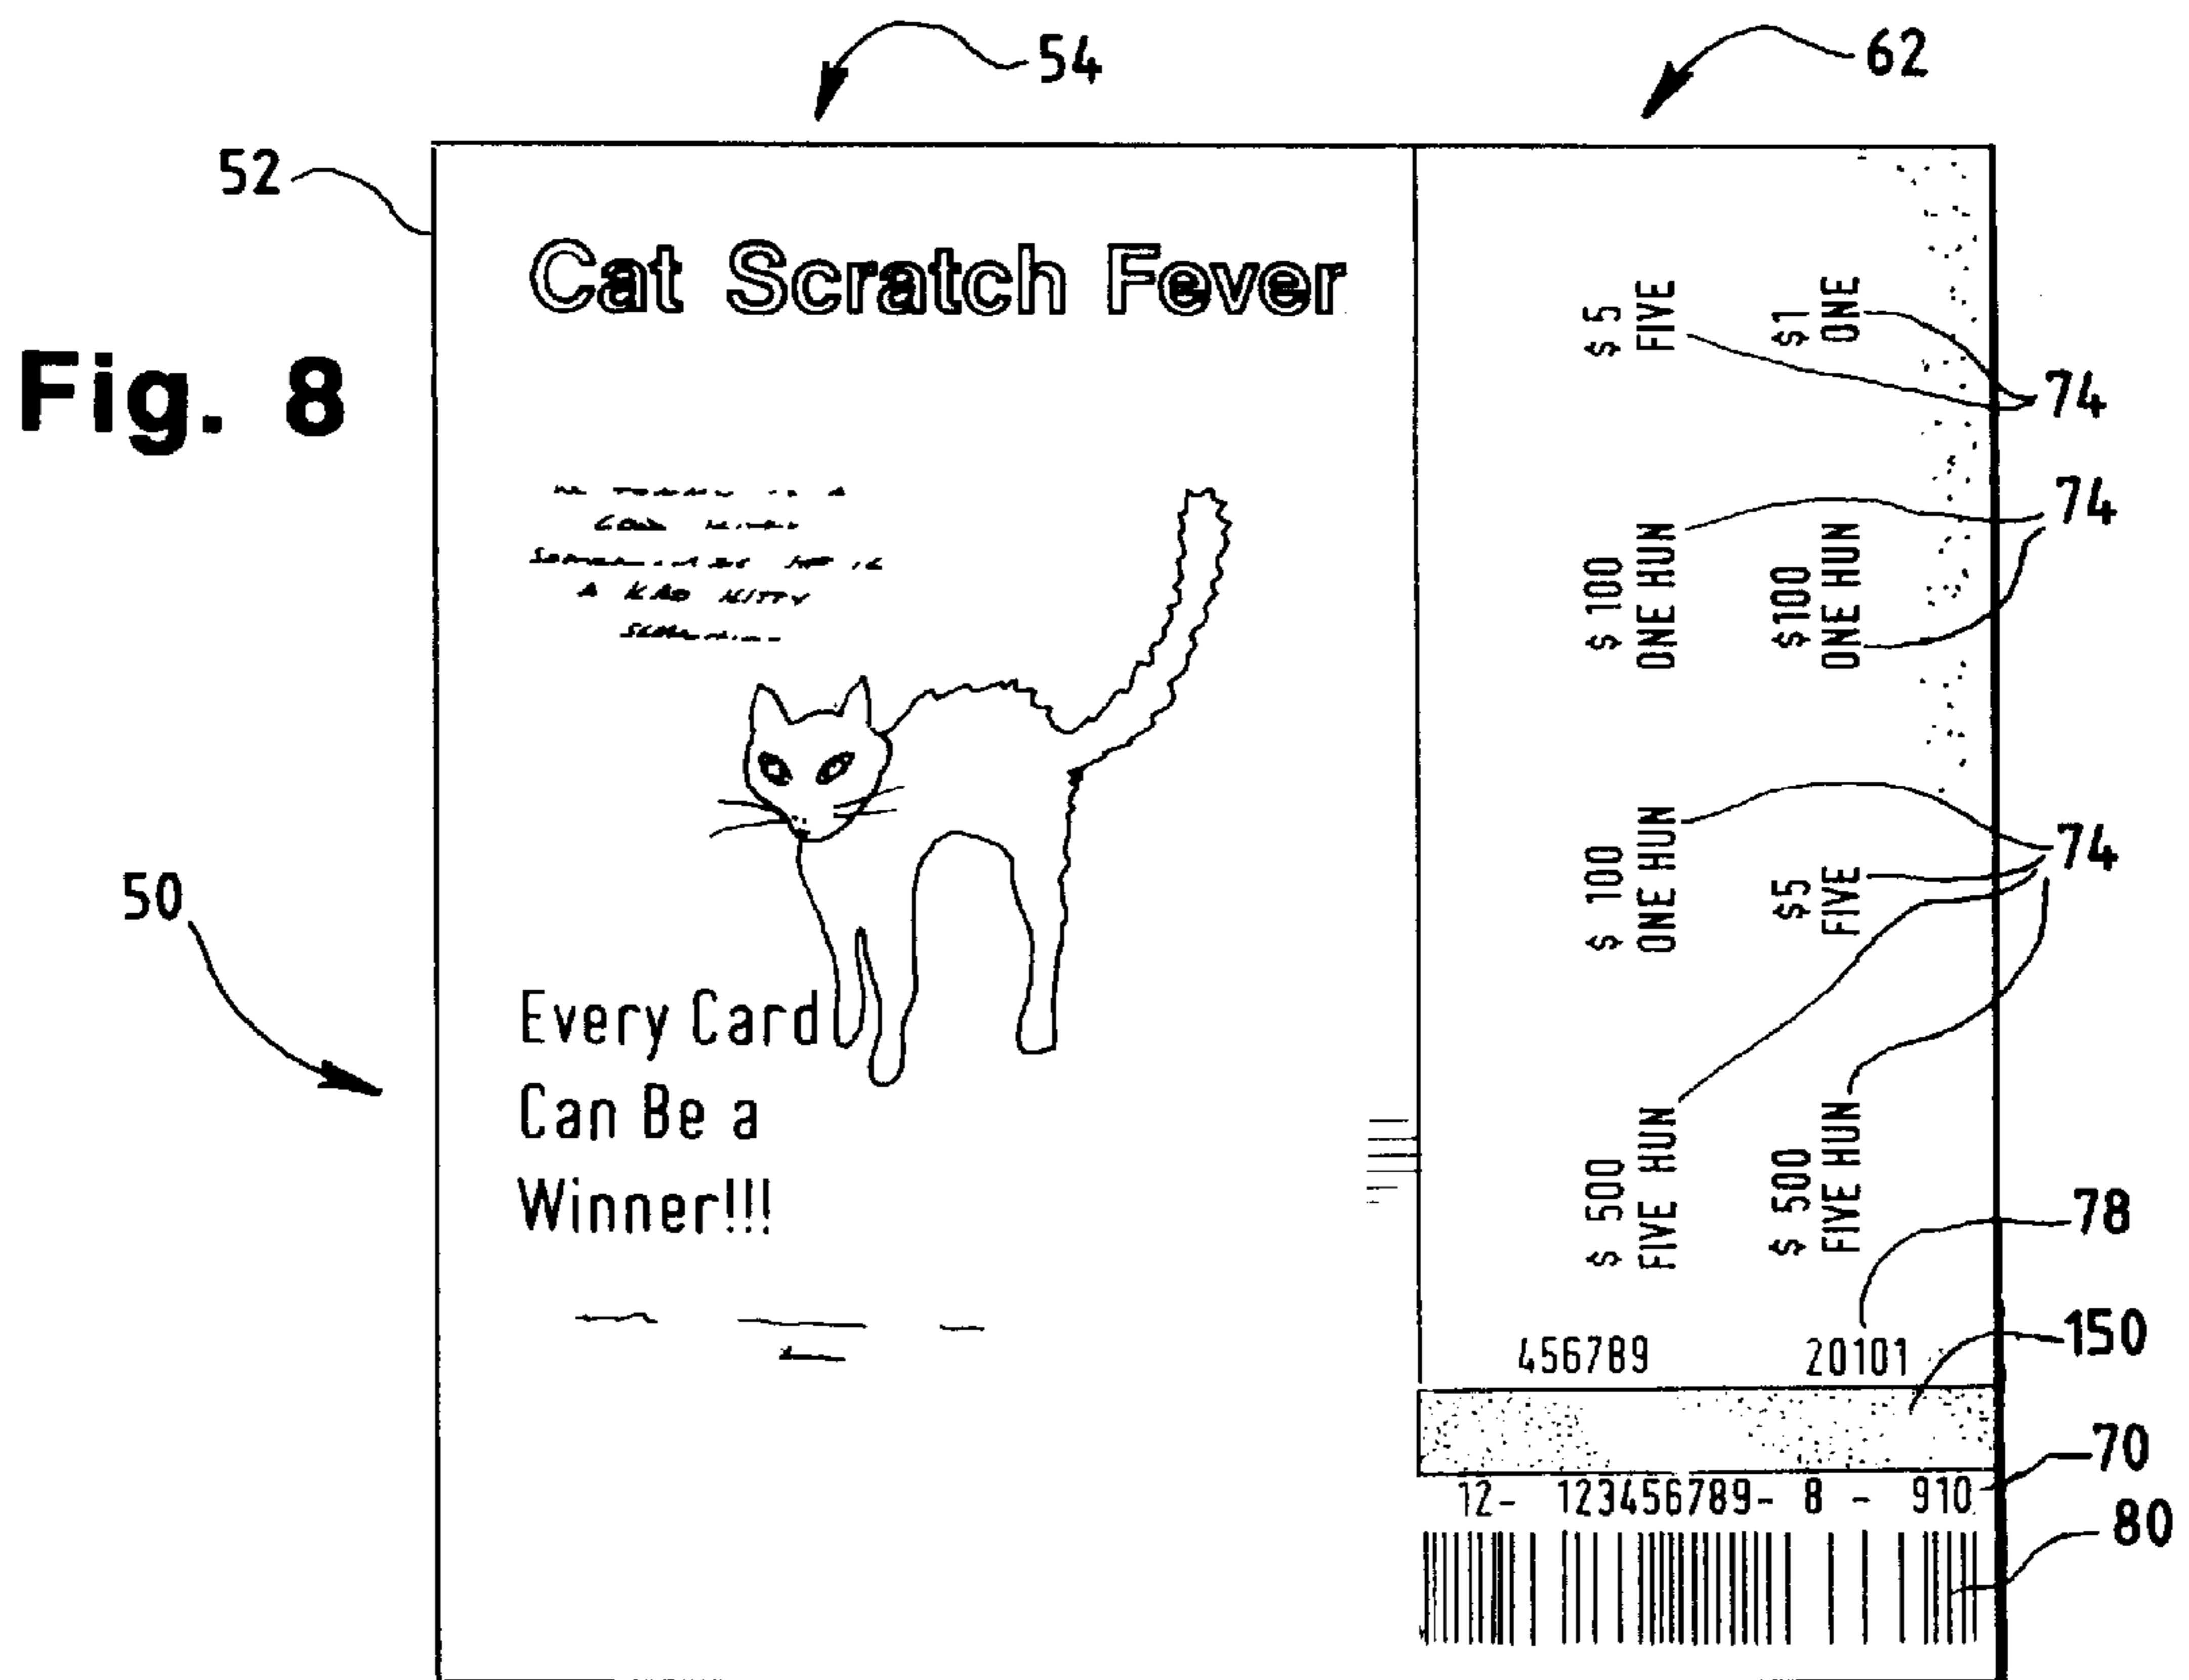 54
62
52
Cat Scratch Fever
Fig. 8
$ 5
FIVE
$1
ONE
74
$ 100
ONE HUN
$100
ONE HUN
74
A
A KAD KITTY
$ 100
ONE HUN
$5
FIVE
74
50
Every Card
Can Be a
Winner!!!
$ 500
FIVE HUN
$ 500
FIVE HUN
78
456789 20101
150
12- 123456789- 8 - 910
70
80